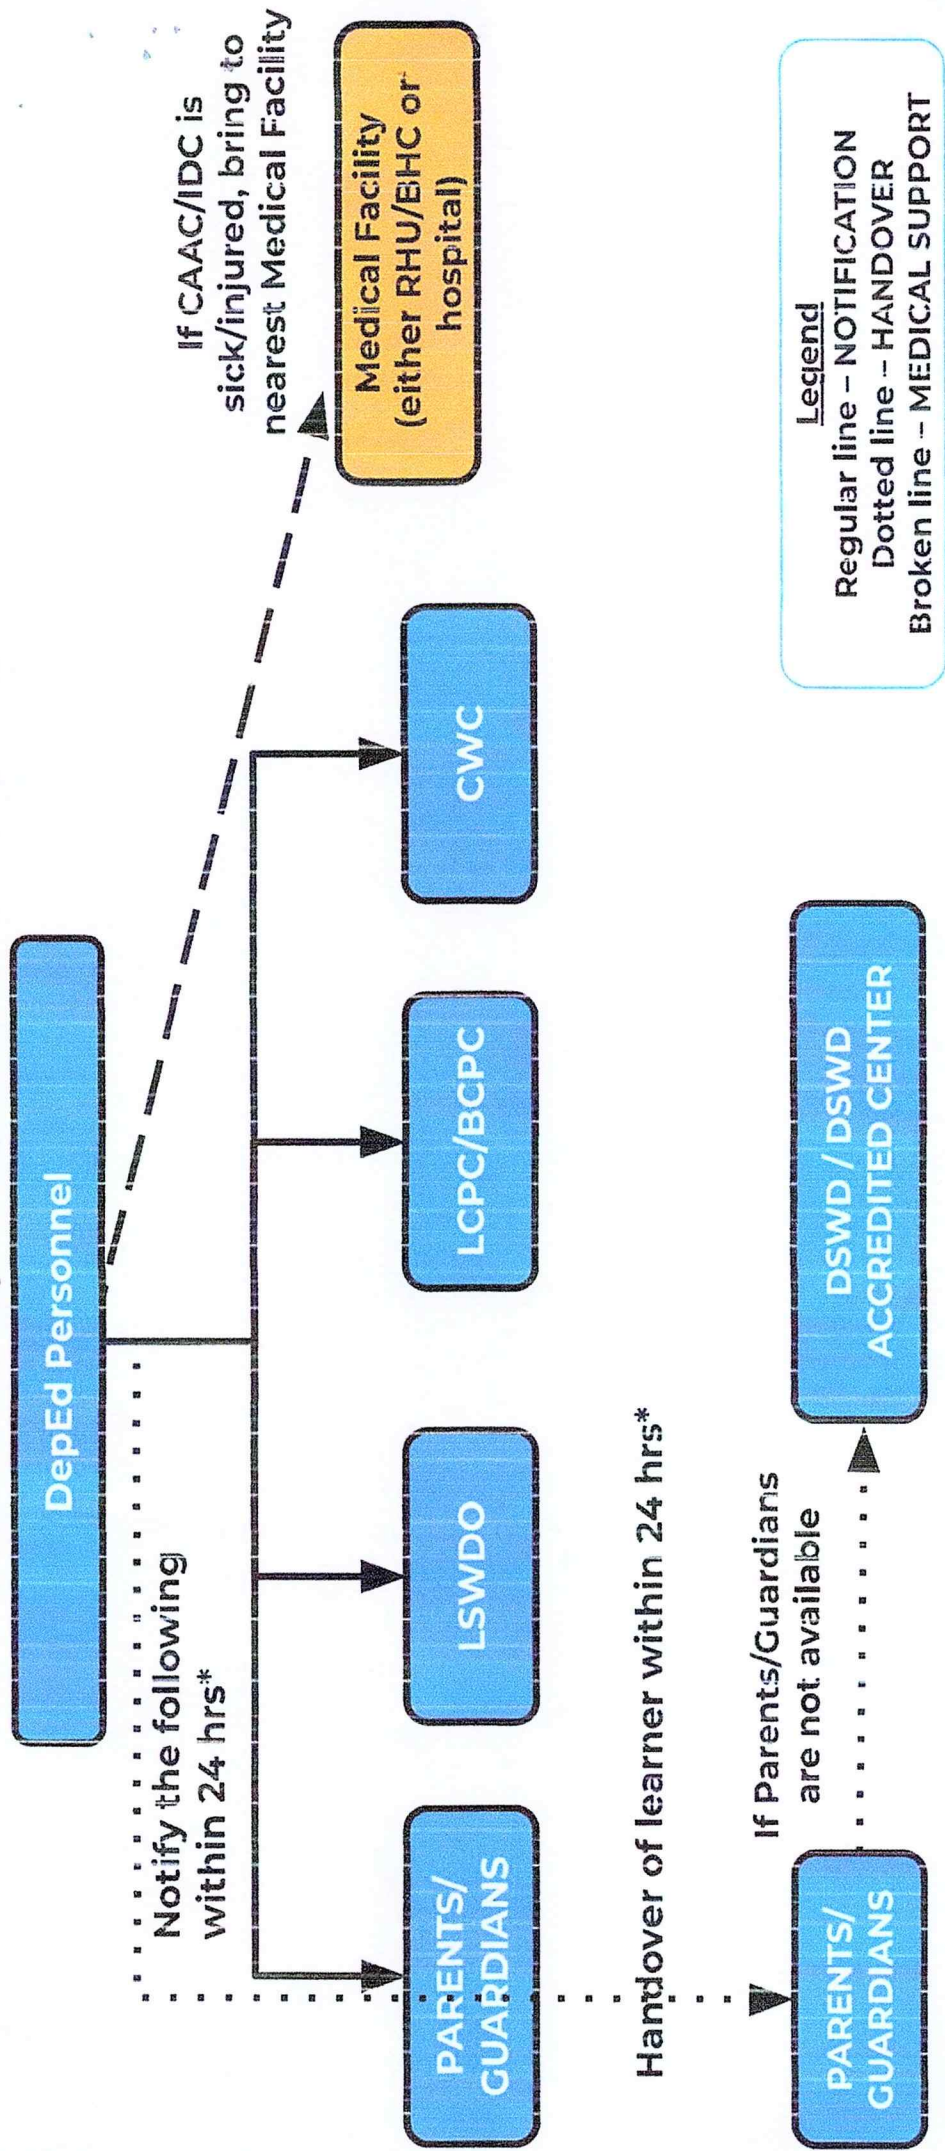 DepEd Personnel
If CAAC/IDC is
sick/injured, bring to
nearest Medical Facility
Notify the following
within 24 hrs*
Medical Facility
(either RHU/BHC or
hospital)
PARENTS/
GUARDIANS
LSWDO
LCPC/BCPC
CWC
Handover of learner within 24 hrs*
If Parents/Guardians
are not available
PARENTS/
GUARDIANS
DSWD / DSWD
ACCREDITED CENTER
Legend
Regular line – NOTIFICATION
Dotted line – HANDOVER
Broken line – MEDICAL SUPPORT